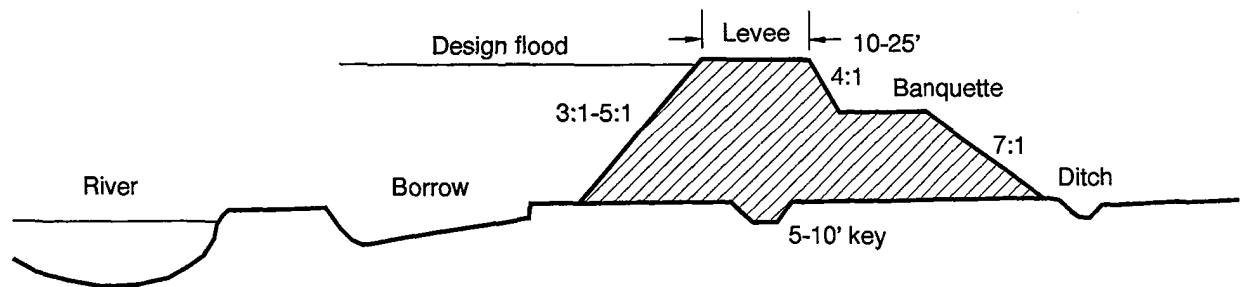 Levee
10-25'
Design flood
4:1
Banquette
3:1-5:1
7:1
River
Borrow
Ditch
5-10' key